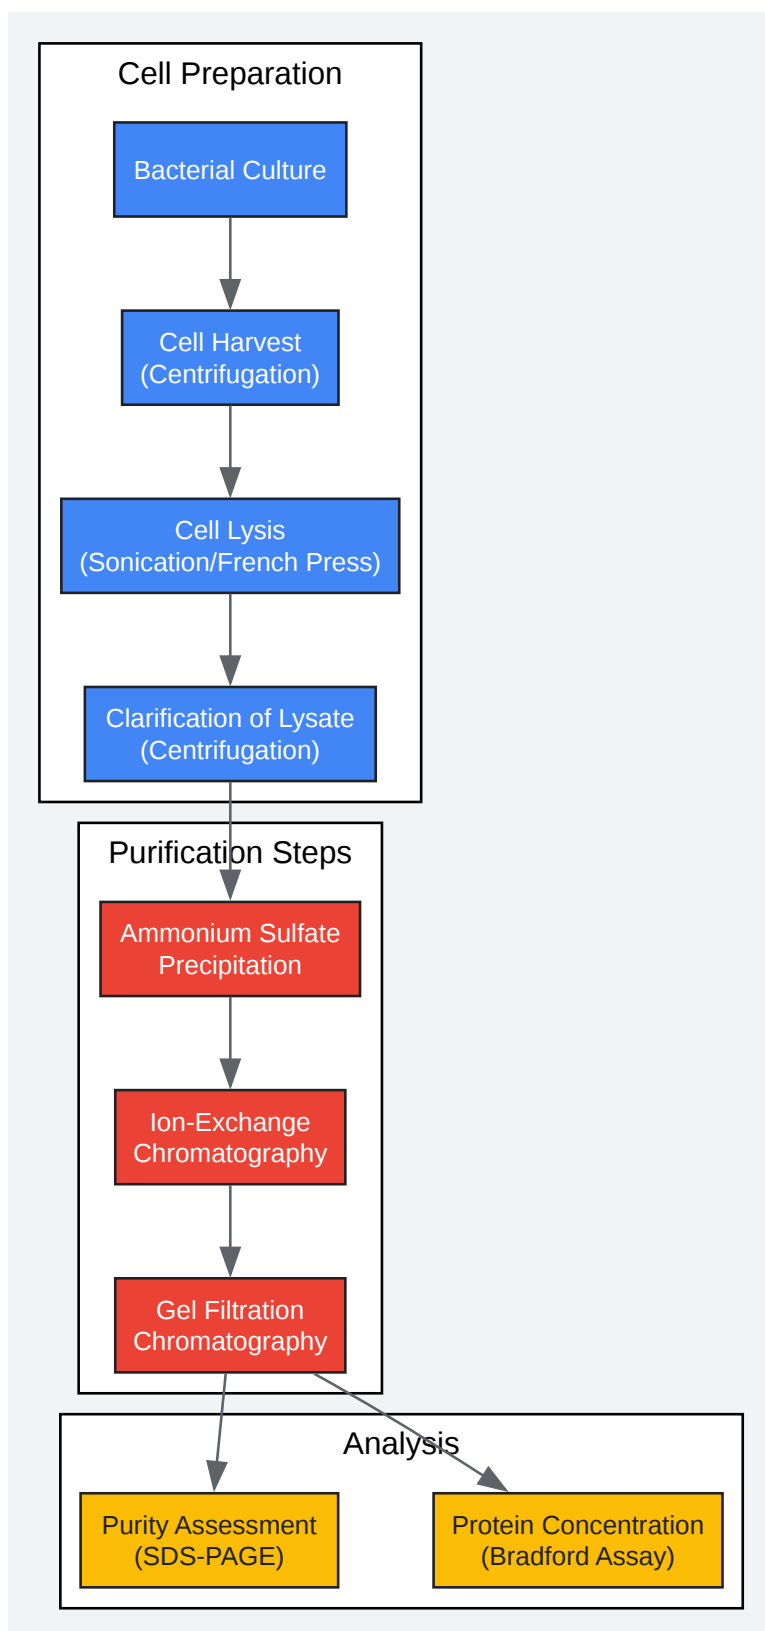 Cell Preparation
Bacterial Culture
Cell Harvest
(Centrifugation)
Cell Lysis
(Sonication/French Press)
Clarification of Lysate
(Centrifugation)
Purification Steps
Ammonium Sulfate
Precipitation
Ion-Exchange
Chromatography
Gel Filtration
Chromatography
Analysis
Purity Assessment
(SDS-PAGE)
Protein Concentration
(Bradford Assay)